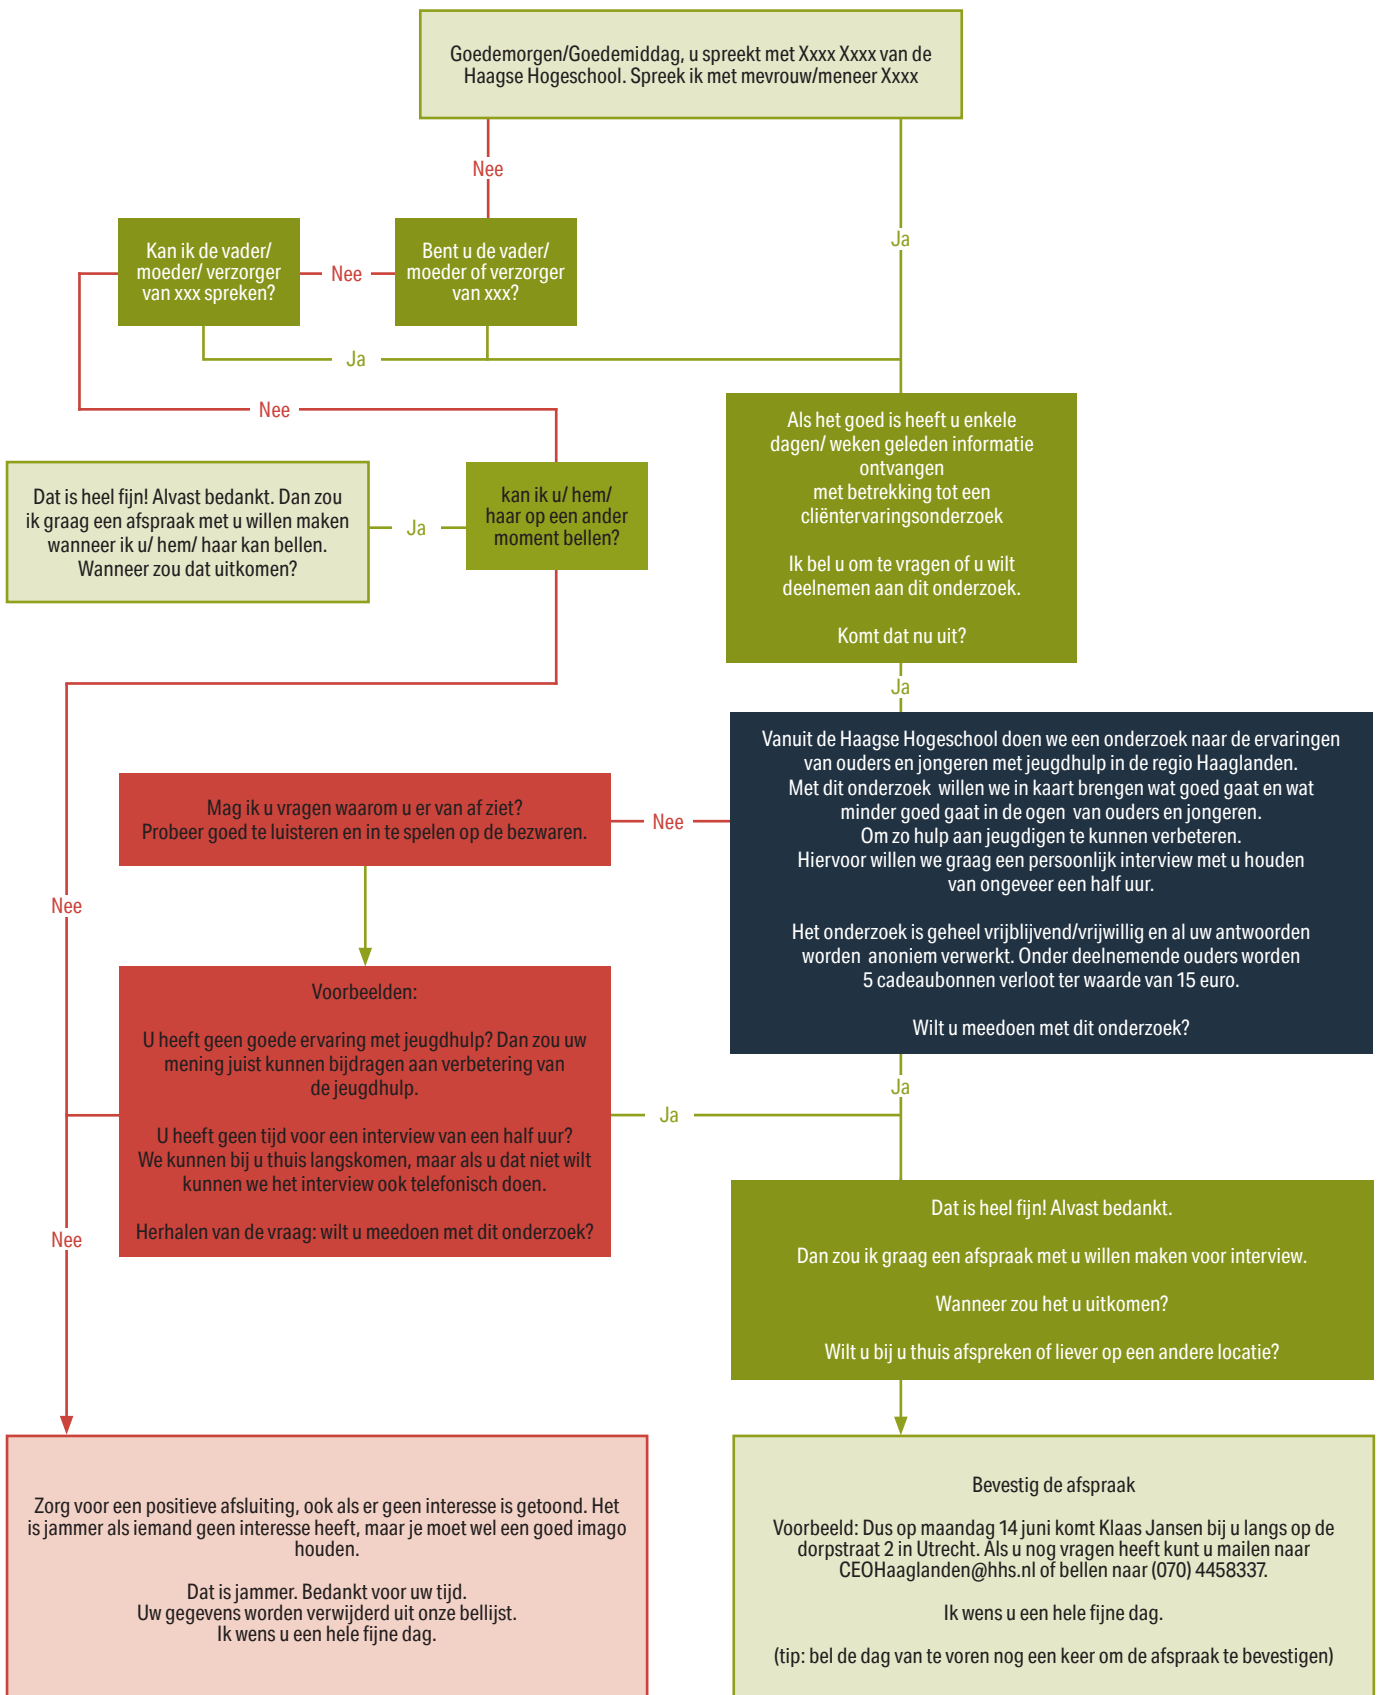 Goedemorgen/Goedemiddag, u spreekt met Xxxx Xxxx van de
Haagse Hogeschool. Spreek ik met mevrouw/meneer Xxxx
Nee
Ja
Kan ik de vader/
moeder/ verzorger
van xxx spreken?
Nee
Bent u de vader/
moeder of verzorger
van xxx?
Ja
Nee
Als het goed is heeft u enkele
dagen/ weken geleden informatie
ontvangen
met betrekking tot een
cliëntervaringsonderzoek
Ik bel u om te vragen of u wilt
deelnemen aan dit onderzoek.
Komt dat nu uit?
Dat is heel fijn! Alvast bedankt. Dan zou
ik graag een afspraak met u willen maken
wanneer ik u/ hem/ haar kan bellen.
Wanneer zou dat uitkomen?
Ja
kan ik u/ hem/
haar op een ander
moment bellen?
Ja
Vanuit de Haagse Hogeschool doen we een onderzoek naar de ervaringen
van ouders en jongeren met jeugdhulp in de regio Haaglanden.
Met dit onderzoek willen we in kaart brengen wat goed gaat en wat
minder goed gaat in de ogen van ouders en jongeren.
Om zo hulp aan jeugdigen te kunnen verbeteren.
Hiervoor willen we graag een persoonlijk interview met u houden
van ongeveer een half uur.
Het onderzoek is geheel vrijblijvend/vrijwillig en al uw antwoorden
worden anoniem verwerkt. Onder deelnemende ouders worden
5 cadeaubonnen verloot ter waarde van 15 euro.
Wilt u meedoen met dit onderzoek?
Mag ik u vragen waarom u er van af ziet?
Probeer goed te luisteren en in te spelen op de bezwaren.
Nee
Nee
Voorbeelden:
U heeft geen goede ervaring met jeugdhulp? Dan zou uw
mening juist kunnen bijdragen aan verbetering van
de jeugdhulp.
U heeft geen tijd voor een interview van een half uur?
We kunnen bij u thuis langskomen, maar als u dat niet wilt
kunnen we het interview ook telefonisch doen.
Herhalen van de vraag: wilt u meedoen met dit onderzoek?
Ja
Ja
Nee
Dat is heel fijn! Alvast bedankt.
Dan zou ik graag een afspraak met u willen maken voor interview.
Wanneer zou het u uitkomen?
Wilt u bij u thuis afspreken of liever op een andere locatie?
Zorg voor een positieve afsluiting, ook als er geen interesse is getoond. Het
is jammer als iemand geen interesse heeft, maar je moet wel een goed imago
houden.
Dat is jammer. Bedankt voor uw tijd.
Uw gegevens worden verwijderd uit onze bellijst.
Ik wens u een hele fijne dag.
Bevestig de afspraak
Voorbeeld: Dus op maandag 14 juni komt Klaas Jansen bij u langs op de
dorpstraat 2 in Utrecht. Als u nog vragen heeft kunt u mailen naar
CEOHaaglanden@hhs.nl of bellen naar (070) 4458337.
Ik wens u een hele fijne dag.
(tip: bel de dag van te voren nog een keer om de afspraak te bevestigen)